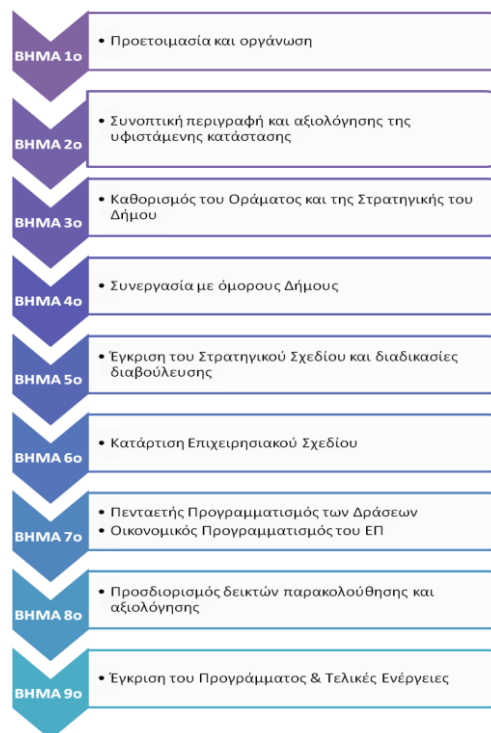 ΒΗΜΑ 1ο
• Προετοιμασία και οργάνωση
ΒΗΜΑ 2ο
• Συνοπτική περιγραφή και αξιολόγησης της
υφιστάμενης κατάστασης
ΒΗΜΑ 3ο
• Καθορισμός του Οράματος και της Στρατηγικής του
Δήμου
ΒΗΜΑ 4ο
• Συνεργασία με όμορους Δήμους
ΒΗΜΑ 5ο
• Έγκριση του Στρατηγικού Σχεδίου και διαδικασίες
διαβούλευσης
ΒΗΜΑ 6ο
• Κατάρτιση Επιχειρησιακού Σχεδίου
ΒΗΜΑ 7ο
• Πενταετής Προγραμματισμός των Δράσεων
• Οικονομικός Προγραμματισμός του ΕΠ
ΒΗΜΑ 8ο
• Προσδιορισμός δεικτών παρακολούθησης και
αξιολόγησης
ΒΗΜΑ 9ο
• Έγκριση του Προγράμματος & Τελικές Ενέργειες